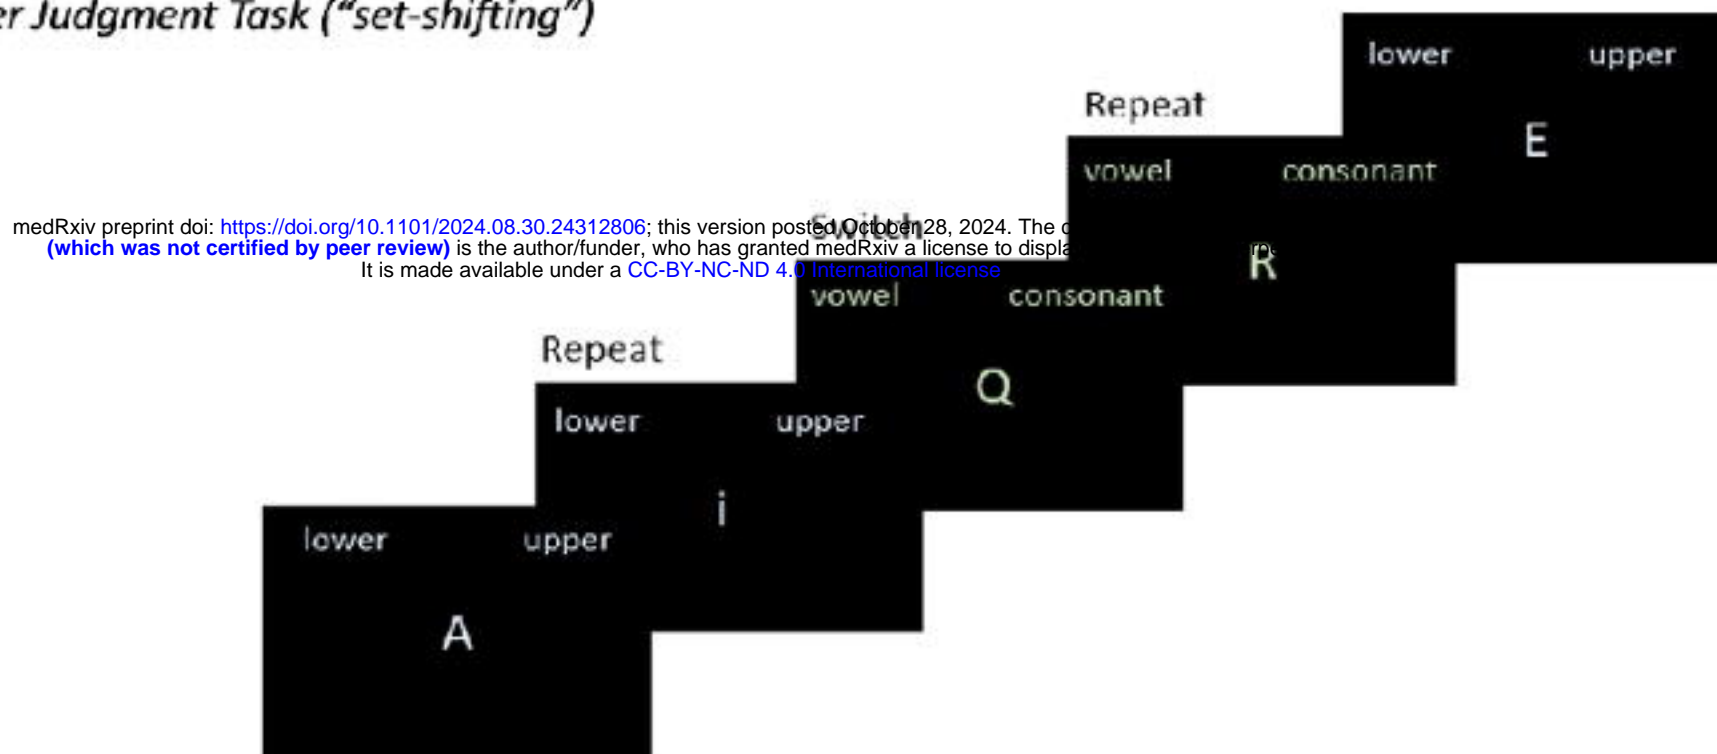 er Judgment Task ("set-shifting")
lower upper
E
Repeat
vowel consonant
R
Switch
medRxiv preprint doi: https://doi.org/10.1101/2024.08.30.24312806; this version posted October 28, 2024. The
(which was not certified by peer review) is the author/funder, who has granted medRxiv a license to displa
It is made available under a CC-BY-NC-ND 4.0 International license
vowel consonant
Q
Repeat
lower upper
i
lower upper
A